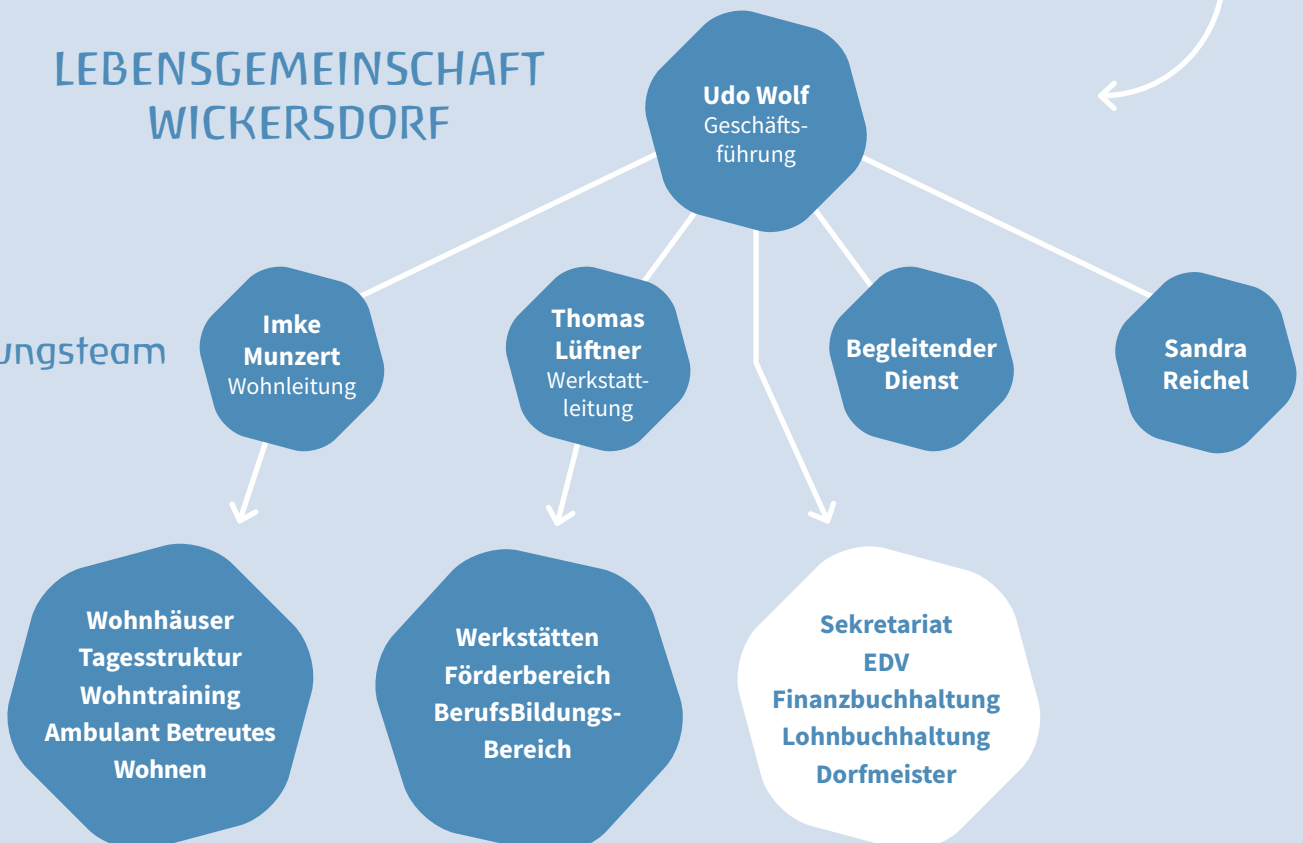 LEBENSGEMEINSCHAFT
WICKERSDORF
Udo Wolf
Geschäfts-
führung
ungsteam
Imke
Munzert
Wohnleitung
Thomas
Lüftner
Werkstatt-
leitung
Begleitender
Dienst
Sandra
Reichel
Wohnhäuser
Tagesstruktur
Wohntraining
Ambulant Betreutes
Wohnen
Werkstätten
Förderbereich
BerufsBildungs-
Bereich
Sekretariat
EDV
Finanzbuchhaltung
Lohnbuchhaltung
Dorfmeister